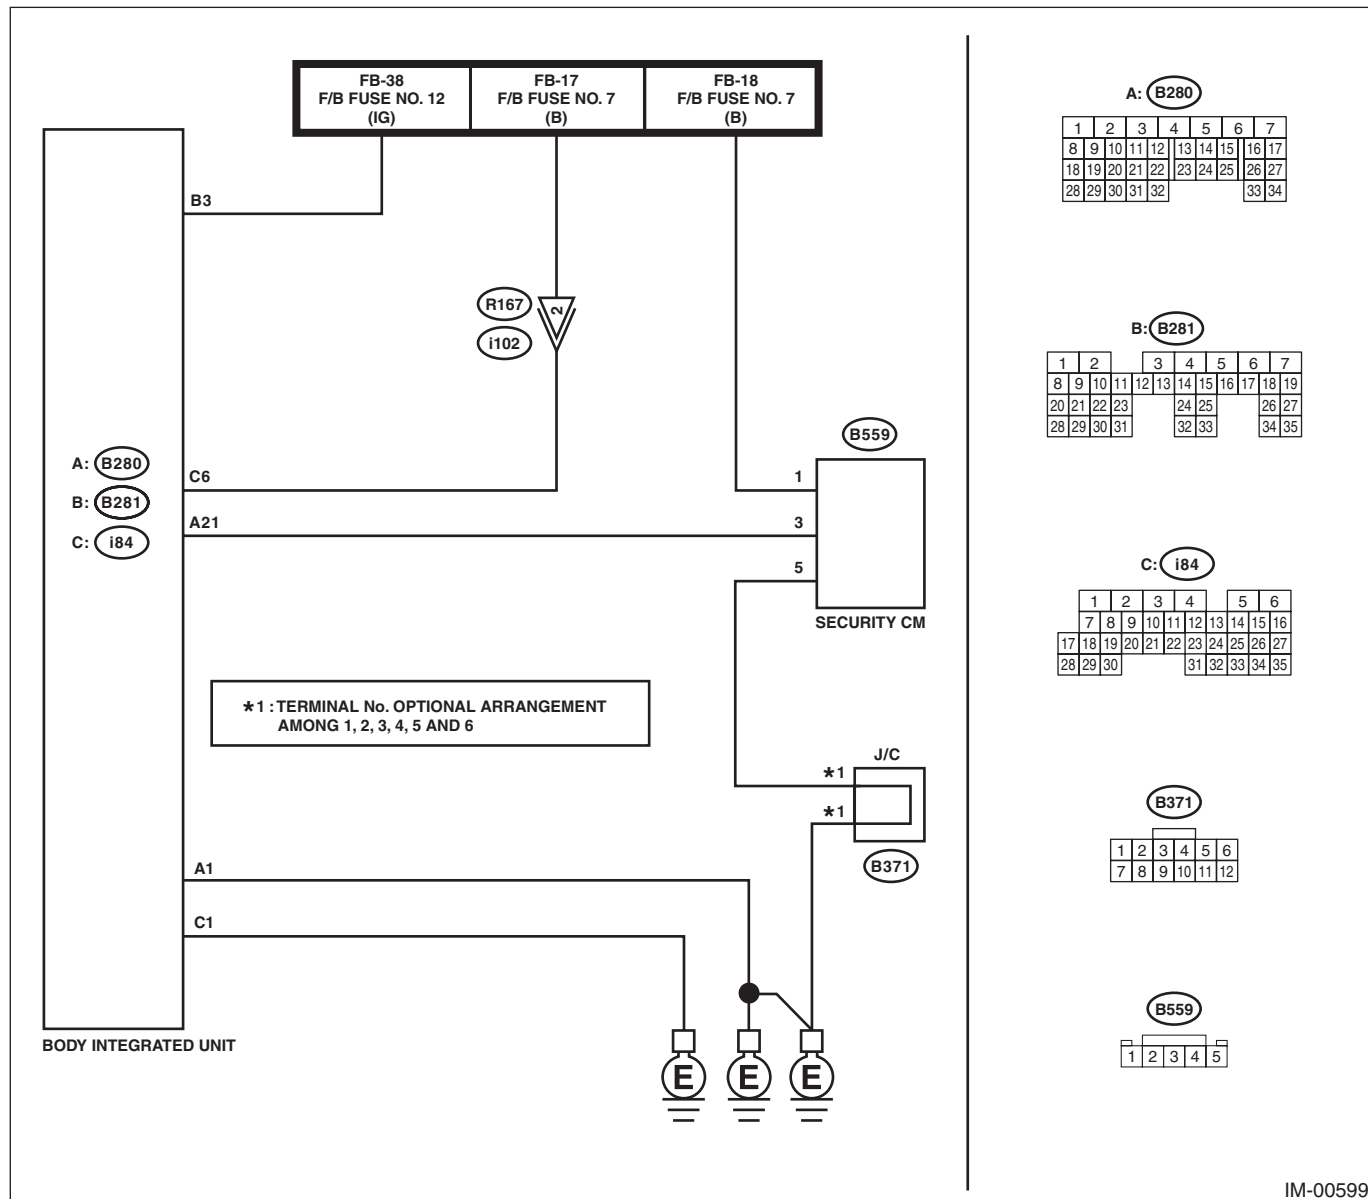 FB-38
F/B FUSE NO. 12
(IG)
FB-17
F/B FUSE NO. 7
(B)
FB-18
F/B FUSE NO. 7
(B)
B3
R167
2
i102
B559
A: B280
B: B281
C: i84
C6
A21
1
3
5
SECURITY CM
*1 : TERMINAL No. OPTIONAL ARRANGEMENT
AMONG 1, 2, 3, 4, 5 AND 6
J/C
*1
*1
B371
A1
C1
E E E
BODY INTEGRATED UNIT
A: B280
1 2 3 4 5 6 7
8 9 10 11 12 13 14 15 16 17
18 19 20 21 22 23 24 25 26 27
28 29 30 31 32 33 34
B: B281
1 2 3 4 5 6 7
8 9 10 11 12 13 14 15 16 17 18 19
20 21 22 23 24 25 26 27
28 29 30 31 32 33 34 35
C: i84
1 2 3 4 5 6
7 8 9 10 11 12 13 14 15 16
17 18 19 20 21 22 23 24 25 26 27
28 29 30 31 32 33 34 35
B371
1 2 3 4 5 6
7 8 9 10 11 12
B559
1 2 3 4 5
IM-00599